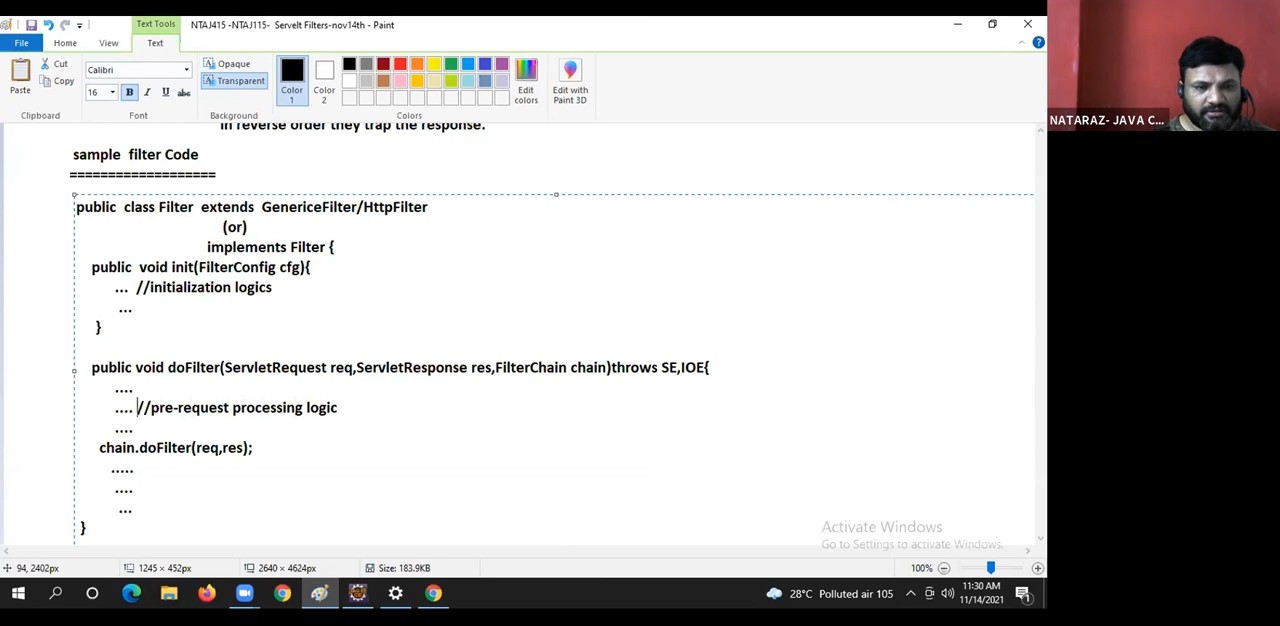 Text Tools
NTAJ415 -NTAJ115- Servelt Filters-nov14th - Paint
File
Home
View
Text
Paste
Cut
Copy
Calibri
16
B
I
U
abc
Opaque
Transparent
Color 1
Color 2
Edit colors
Edit with Paint 3D
Clipboard
Font
Background
Colors
NATARAZ- JAVA C...
in reverse order they trap the response.
sample filter Code
===================
public class Filter extends GenericeFilter/HttpFilter
(or)
implements Filter {
public void init(FilterConfig cfg){
... //initialization logics
...
}
public void doFilter(ServletRequest req,ServletResponse res,FilterChain chain)throws SE,IOE{
....
.... //pre-request processing logic
....
chain.doFilter(req,res);
.....
....
...
}
Activate Windows
Go to Settings to activate Windows.
94, 2402px
1245 × 452px
2640 × 4624px
Size: 183.9KB
100%
28°C Polluted air 105
11:30 AM
11/14/2021
1